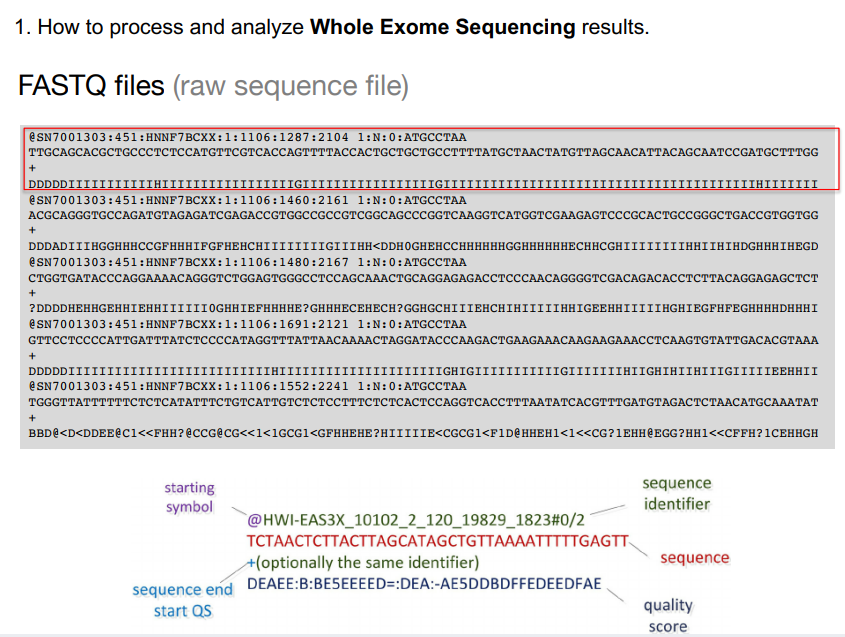 1. How to process and analyze Whole Exome Sequencing results.
FASTQ files (raw sequence file)
@SN7001303:451:HNNF7BCXX:1:1106:1287:2104 1:N:0:ATGCCTAA
TTGCAGCACGCTGCCCTCTCCATGTTCGTCACCAGTTTTACCACTGCTGCTGCCTTTTATGCTAACTATGTTAGCAACATTACAGCAATCCGATGCTTTGG
+
DDDDDIIIIIIIIIIIHIIIIIIIIIIIIIIIIIGIIIIIIIIIIIIIIIIIGIIIIIIIIIIIIIIIIIIIIIIIIIIIIIIIIIIIIIIIIHIIIIIII
@SN7001303:451:HNNF7BCXX:1:1106:1460:2161 1:N:0:ATGCCTAA
ACGCAGGGTGCCAGATGTAGAGATCGAGACCGTGGCCGCCGTCGGCAGCCCGGTCAAGGTCATGGTCGAAGAGTCCCGCACTGCCGGGCTGACCGTGGTGG
+
DDDADIIIHGGHHHCCGFHHHIFGFHEHCHIIIIIIIIGIIIHH<DDH0GHEHCCHHHHHHGGHHHHHHECHHCGHIIIIIIIIHHIIHIHDGHHHIHEGD
@SN7001303:451:HNNF7BCXX:1:1106:1480:2167 1:N:0:ATGCCTAA
CTGGTGATACCCAGGAAAACAGGGTCTGGAGTGGGCCTCCAGCAAACTGCAGGAGAGACCTCCCAACAGGGGTCGACAGACACCTCTTACAGGAGAGCTCT
+
?DDDDHEHHGEHHIEHHIIIIII0GHHIEFHHHHE?GHHHECEHECH?GGHGCHIIIEHCHIHIIIIIHHIGEEHHIIIIIHGHIEGFHFEGHHHHDHHHI
@SN7001303:451:HNNF7BCXX:1:1106:1691:2121 1:N:0:ATGCCTAA
GTTCCTCCCCATTGATTTATCTCCCCATAGGTTTATTAACAAAACTAGGATACCCAAGACTGAAGAAACAAGAAGAAACCTCAAGTGTATTGACACGTAAA
+
DDDDDIIIIIIIIIIIIIIIIIIIIIIIIIIHIIIIIIIIIIIIIIIIIIIIIGHIGIIIIIIIIIIIGIIIIIIIHIIGHIHIIHIIIGIIIIIEEHHII
@SN7001303:451:HNNF7BCXX:1:1106:1552:2241 1:N:0:ATGCCTAA
TGGGTTATTTTTTCTCTCATATTTCTGTCATTGTCTCTCCTTTCTCTCACTCCAGGTCACCTTTAATATCACGTTTGATGTAGACTCTAACATGCAAATAT
+
BBD@<D<DDEE@C1<<FHH?@CCG@CG<<1<1GCG1<GFHHEHE?HIIIIIE<CGCG1<F1D@HHEH1<1<<CG?1EHH@EGG?HH1<<CFFH?1CEHHGH
starting
symbol
sequence
identifier
@HWI-EAS3X_10102_2_120_19829_1823#0/2
TCTAACTCTTACTTAGCATAGCTGTTAAAATTTTTGAGTT
sequence
+(optionally the same identifier)
sequence end
start QS
DEAEE:B:BE5EEEED=:DEA:-AE5DDBDFFEDEEDFAE
quality
score